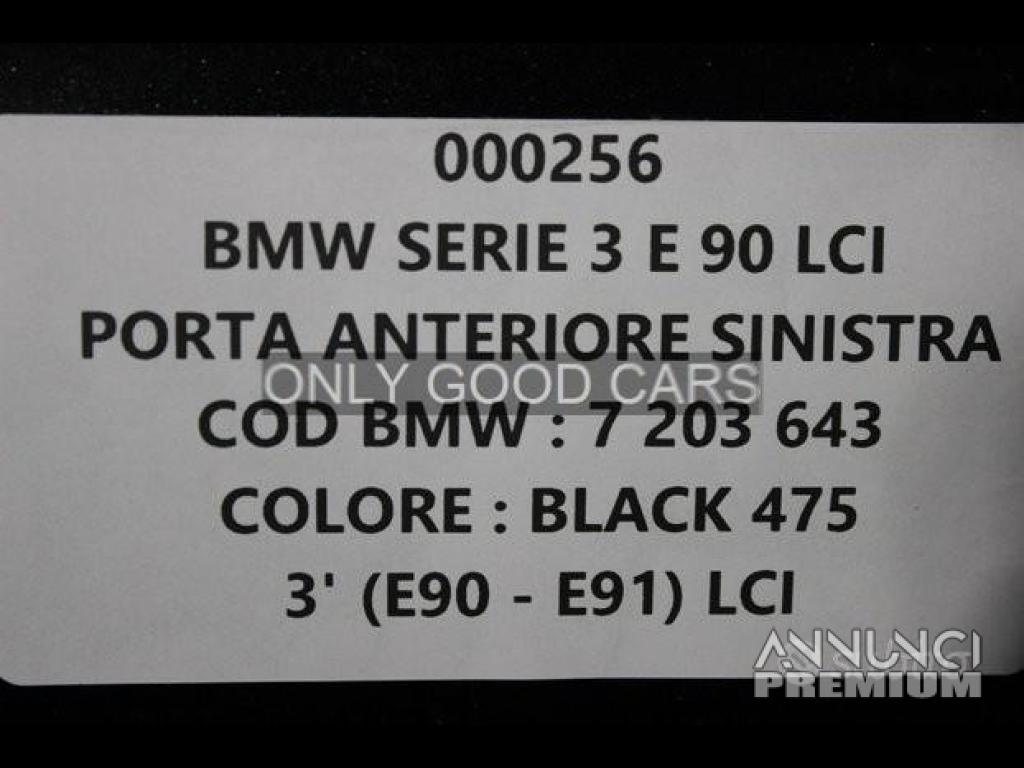 000256
BMW SERIE 3 E 90 LCI
PORTA ANTERIORE SINISTRA
ONLY GOOD CARS
COD BMW : 7 203 643
COLORE : BLACK 475
3' (E90 - E91) LCI
ANNUNCI
PREMIUM